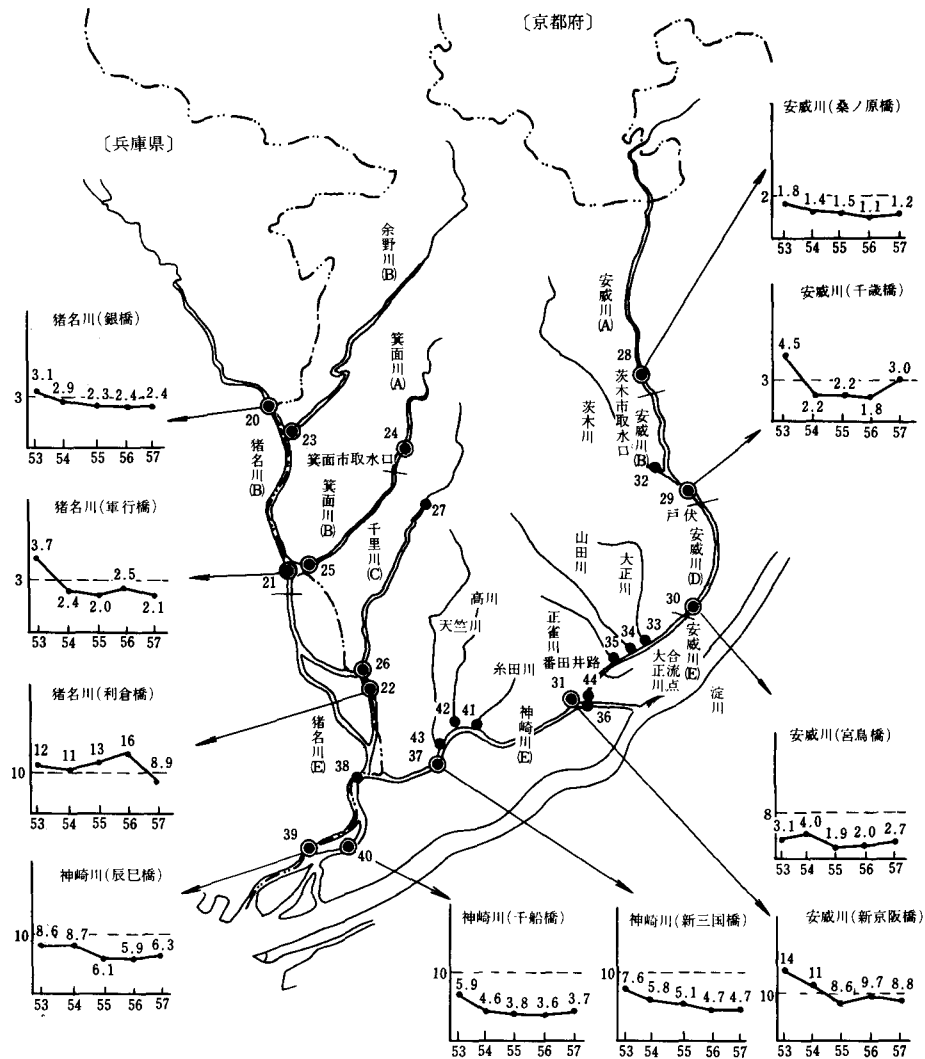 〔京都府〕
〔兵庫県〕
安威川(桑ノ原橋)
2
1.8
1.4
1.5
1.1
1.2
53 54 55 56 57
安威川(千歳橋)
3
4.5
2.2
2.2
1.8
3.0
53 54 55 56 57
猪名川(銀橋)
3
3.1
2.9
2.3
2.4
2.4
53 54 55 56 57
猪名川(軍行橋)
3
3.7
2.4
2.0
2.5
2.1
53 54 55 56 57
猪名川(利倉橋)
10
12
11
13
16
8.9
53 54 55 56 57
神崎川(辰巳橋)
10
8.6
8.7
6.1
5.9
6.3
53 54 55 56 57
神崎川(千船橋)
10
5.9
4.6
3.8
3.6
3.7
53 54 55 56 57
神崎川(新三国橋)
10
7.6
5.8
5.1
4.7
4.7
53 54 55 56 57
安威川(新京阪橋)
10
14
11
8.6
9.7
8.8
53 54 55 56 57
安威川(宮鳥橋)
8
3.1
4.0
1.9
2.0
2.7
53 54 55 56 57
余野川(B)
箕面川(A)
箕面市取水口
箕面川(B)
猪名川(B)
千里川(C)
猪名川(E)
安威川(A)
茨木市取水口
安威川(B)
茨木川
戸伏
安威川(D)
安威川(E)
大正川合流点
山田川
大正川
正雀川
番田井路
高川
天竺川
糸田川
神崎川(E)
淀川
20
21
22
23
24
25
26
27
28
29
30
31
32
33
34
35
36
37
38
39
40
41
42
43
44